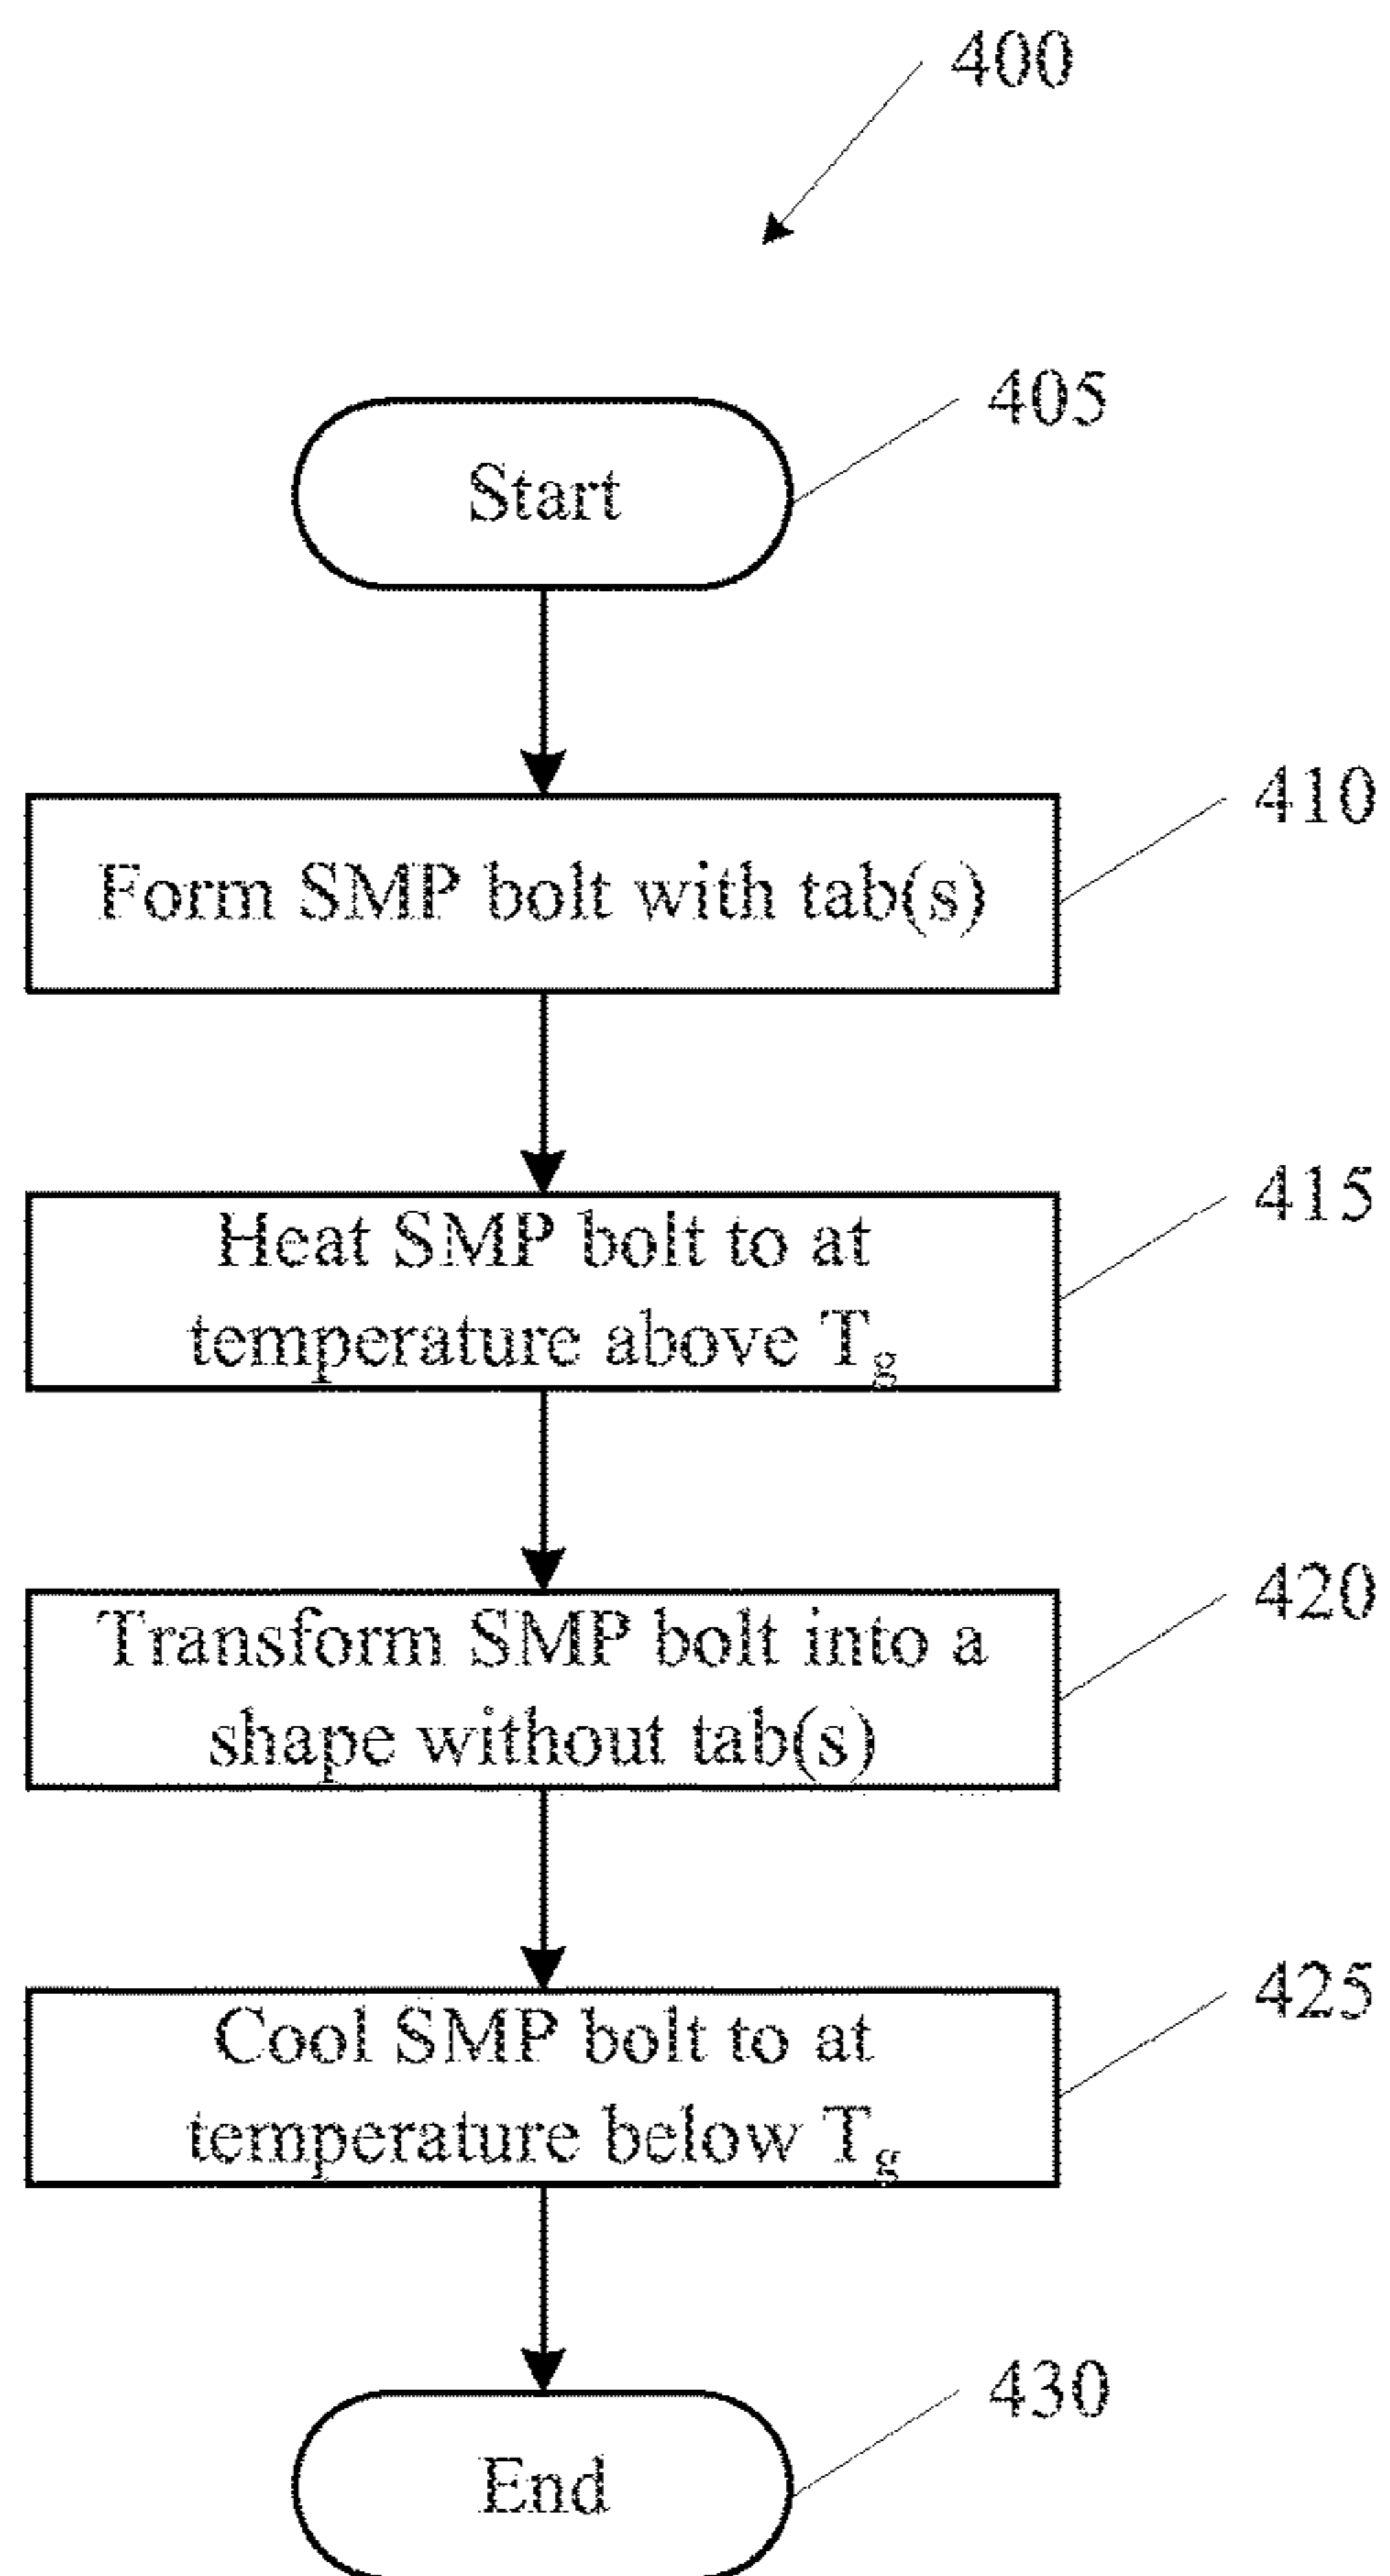 400
405
Start
410
Form SMP bolt with tab(s)
415
Heat SMP bolt to at
temperature above Tg
420
Transform SMP bolt into a
shape without tab(s)
425
Cool SMP bolt to at
temperature below Tg
430
End